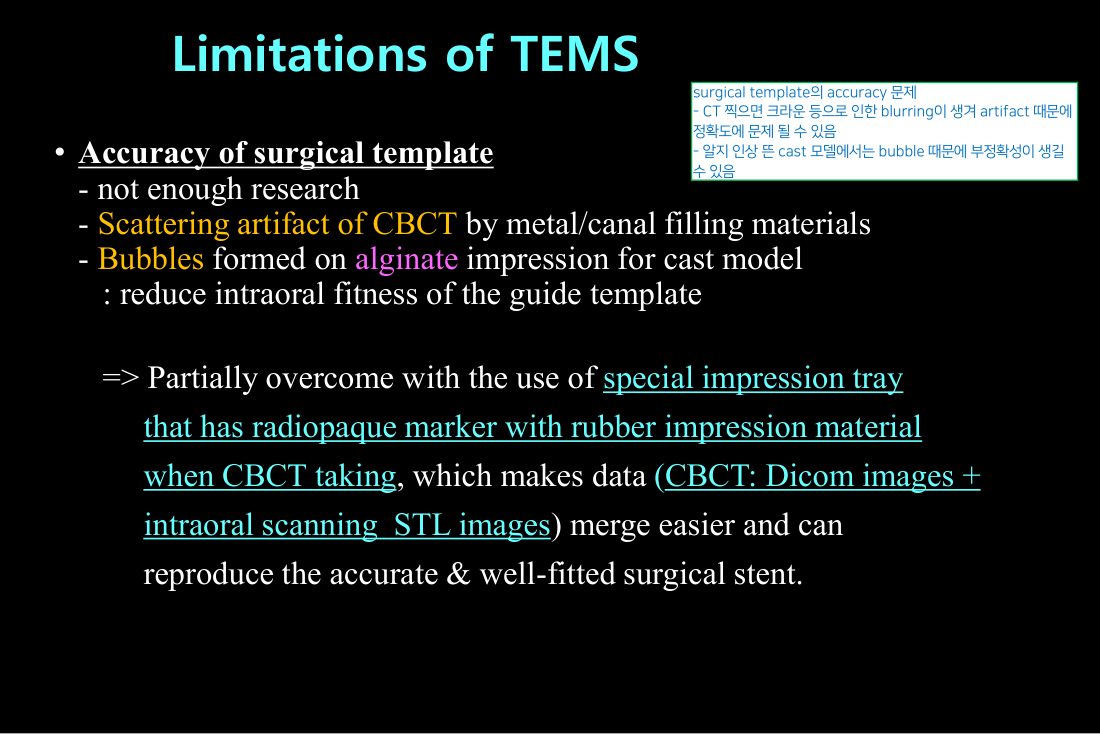 Limitations of TEMS
surgical template의 accuracy 문제
- CT 찍으면 크라운 등으로 인한 blurring이 생겨 artifact 때문에
정확도에 문제 될 수 있음
- 알지 인상 뜬 cast 모델에서는 bubble 때문에 부정확성이 생길
수 있음
• Accuracy of surgical template
- not enough research
- Scattering artifact of CBCT by metal/canal filling materials
- Bubbles formed on alginate impression for cast model
: reduce intraoral fitness of the guide template
=> Partially overcome with the use of special impression tray
that has radiopaque marker with rubber impression material
when CBCT taking, which makes data (CBCT: Dicom images +
intraoral scanning STL images) merge easier and can
reproduce the accurate & well-fitted surgical stent.